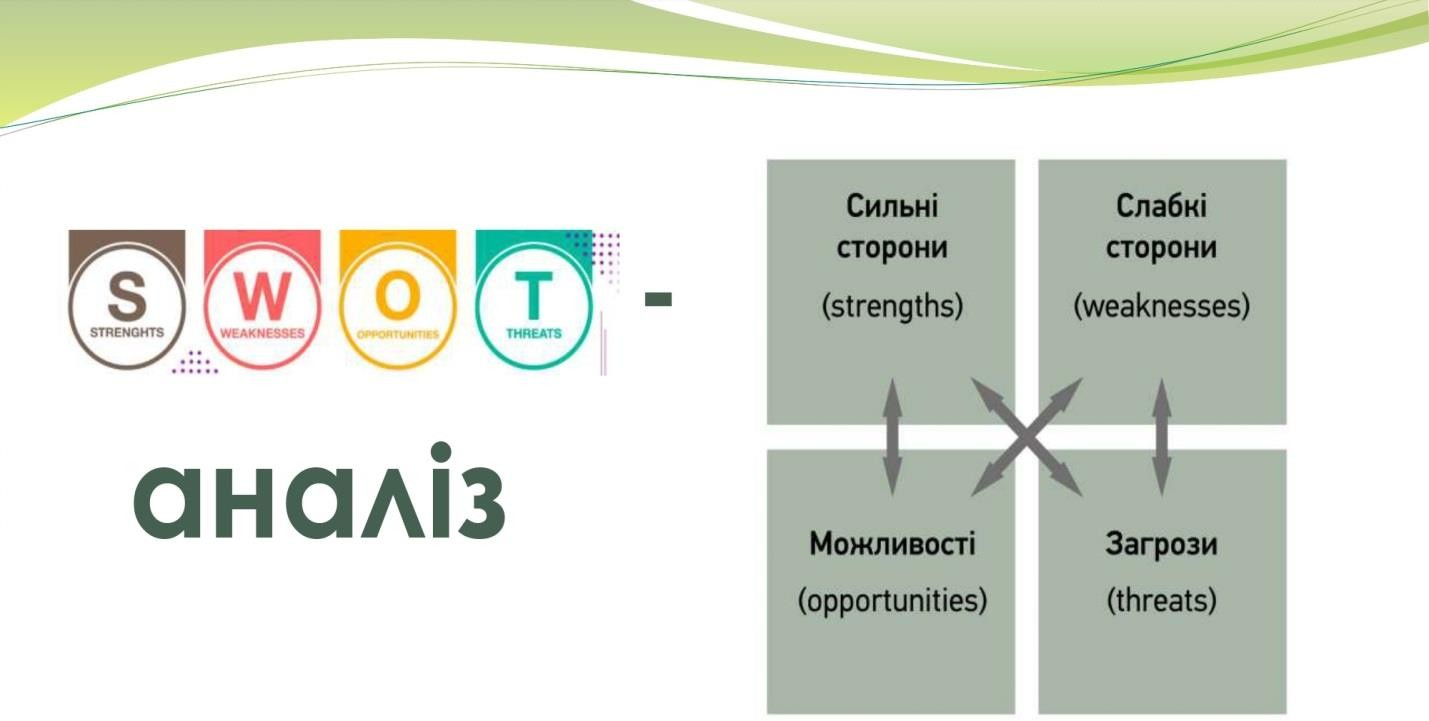 S W O T -
STRENGHTS WEAKNESSES OPPORTUNITIES THREATS
аналіз
Сильні
сторони
(strengths)
Слабкі
сторони
(weaknesses)
Можливості
(opportunities)
Загрози
(threats)